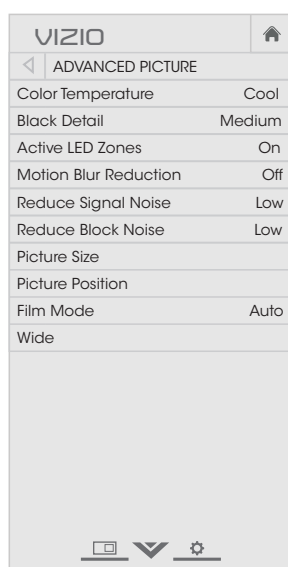 VIZIO
ADVANCED PICTURE
Color Temperature Cool
Black Detail Medium
Active LED Zones On
Motion Blur Reduction Off
Reduce Signal Noise Low
Reduce Block Noise Low
Picture Size
Picture Position
Film Mode Auto
Wide